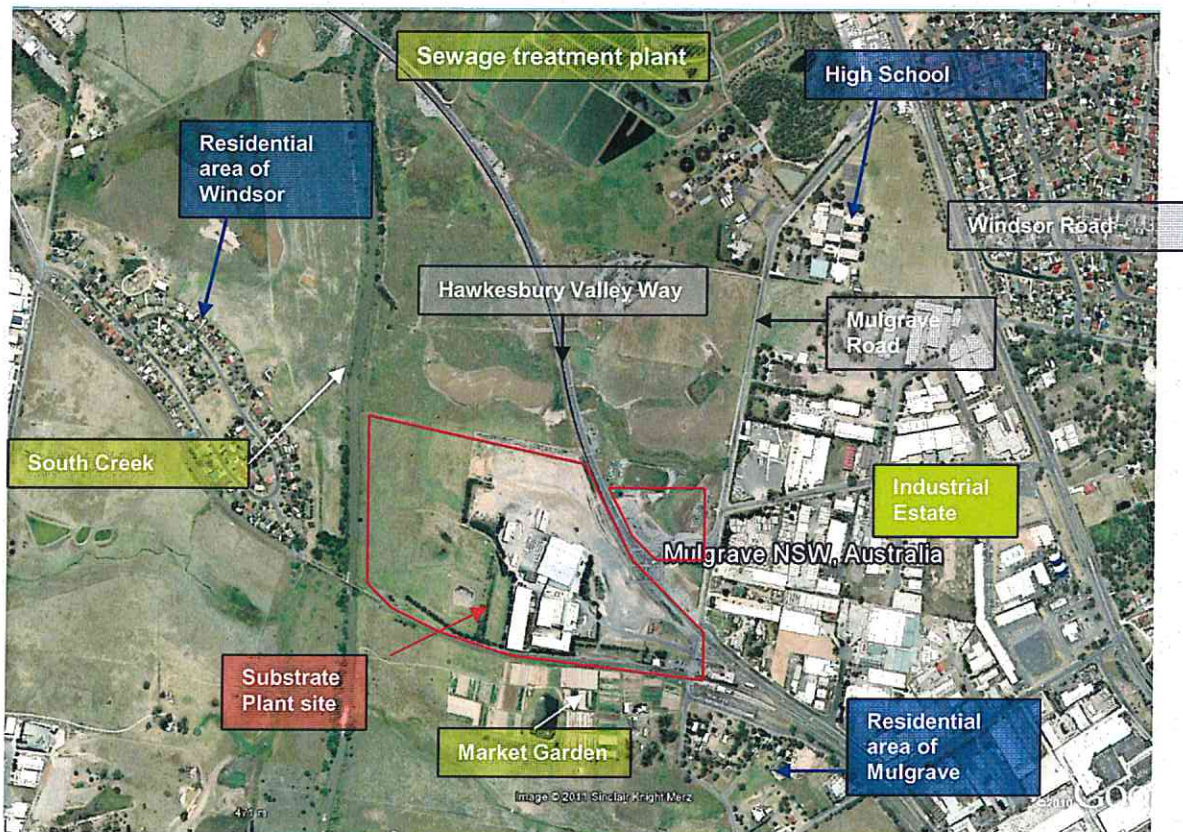 Sewage treatment plant
High School
Residential
area of
Windsor
Windsor Road
Hawkesbury Valley Way
Mulgrave
Road
South Creek
Industrial
Estate
Mulgrave NSW, Australia
Substrate
Plant site
Market Garden
Residential
area of
Mulgrave
Image © 2011 Sinclair Knight Merz
©2010